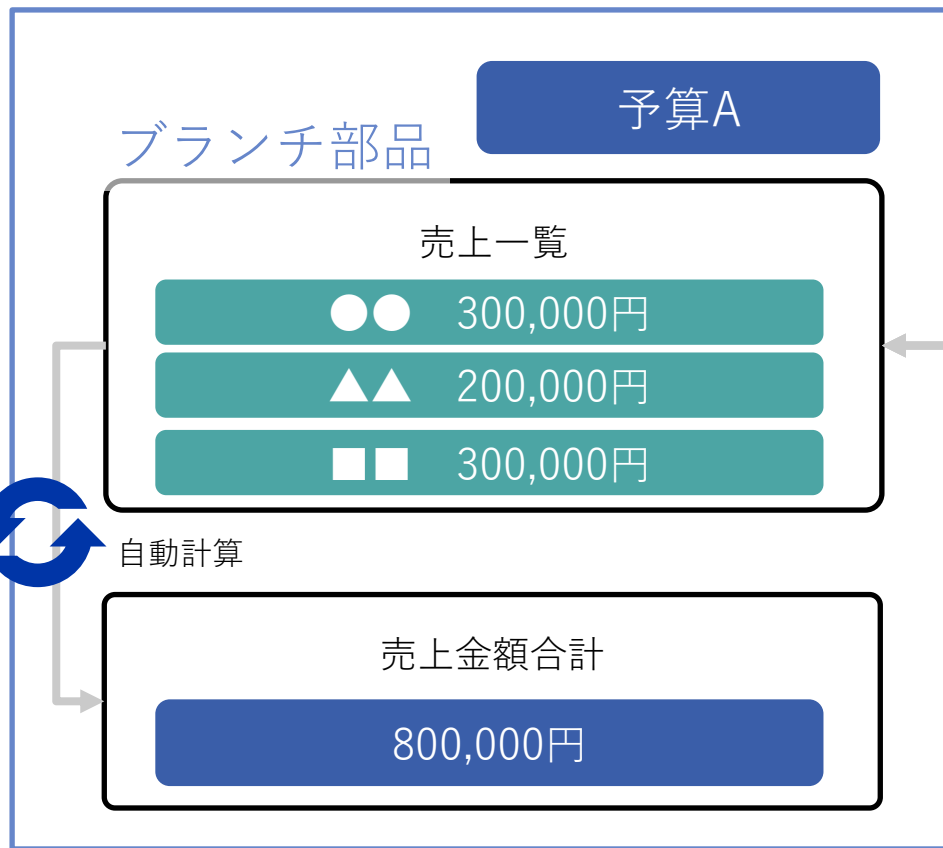 予算A
ブランチ部品
売上一覧
●● 300,000円
▲▲ 200,000円
■■ 300,000円
自動計算
売上金額合計
800,000円